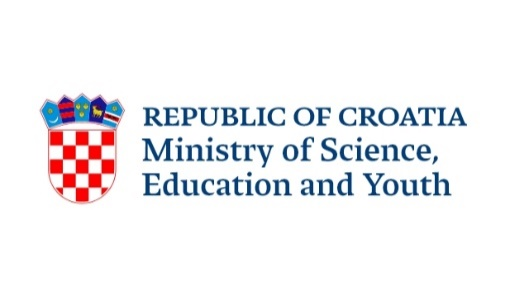 REPUBLIC OF CROATIA
Ministry of Science,
Education and Youth